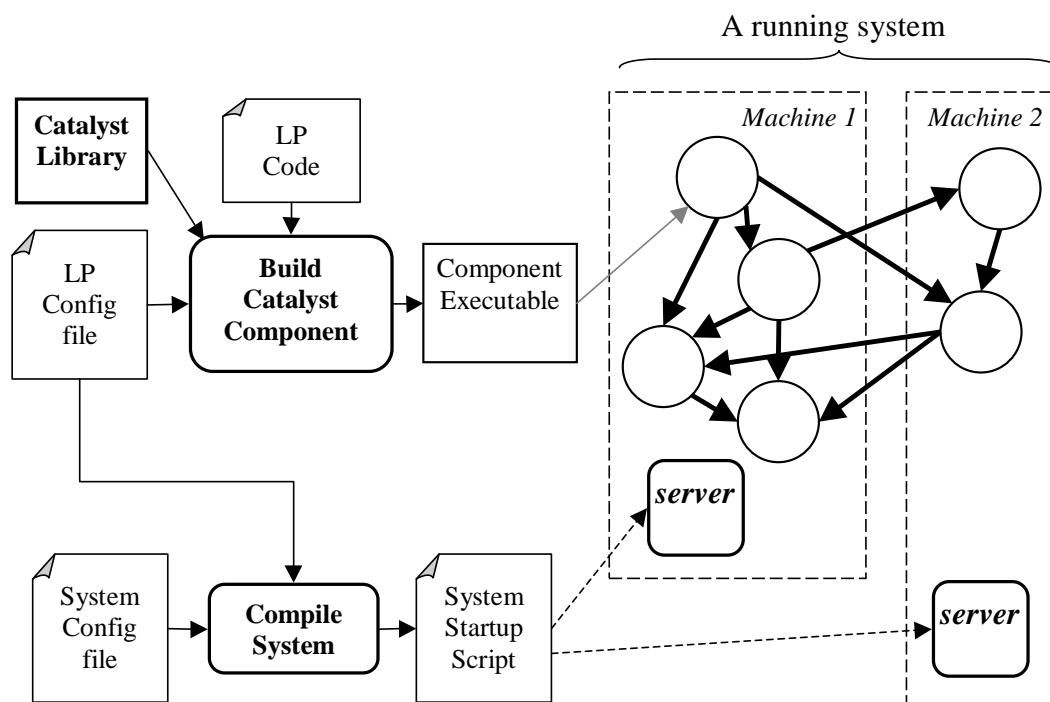 A running system
Machine 1
Machine 2
Catalyst
Library
LP
Code
LP
Config
file
Build
Catalyst
Component
Component
Executable
server
System
Config
file
Compile
System
System
Startup
Script
server